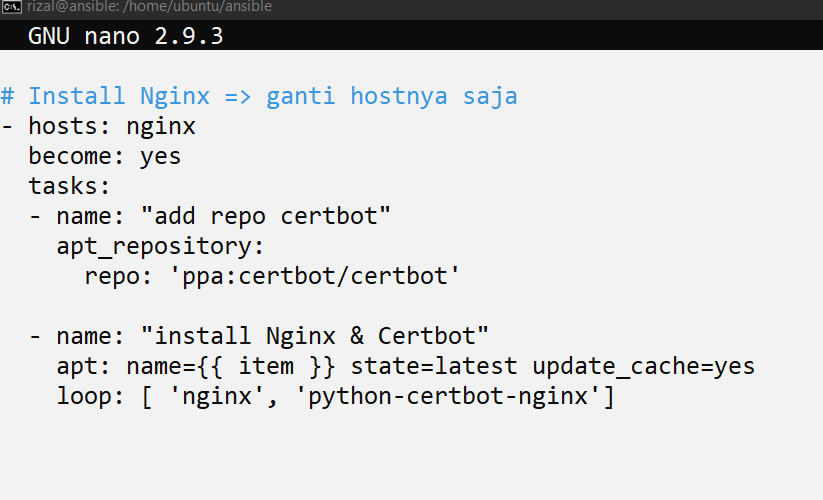 C:\. rizal@ansible: /home/ubuntu/ansible
GNU nano 2.9.3
# Install Nginx => ganti hostnya saja
- hosts: nginx
  become: yes
  tasks:
  - name: "add repo certbot"
    apt_repository:
      repo: 'ppa:certbot/certbot'
  - name: "install Nginx & Certbot"
    apt: name={{ item }} state=latest update_cache=yes
    loop: [ 'nginx', 'python-certbot-nginx']